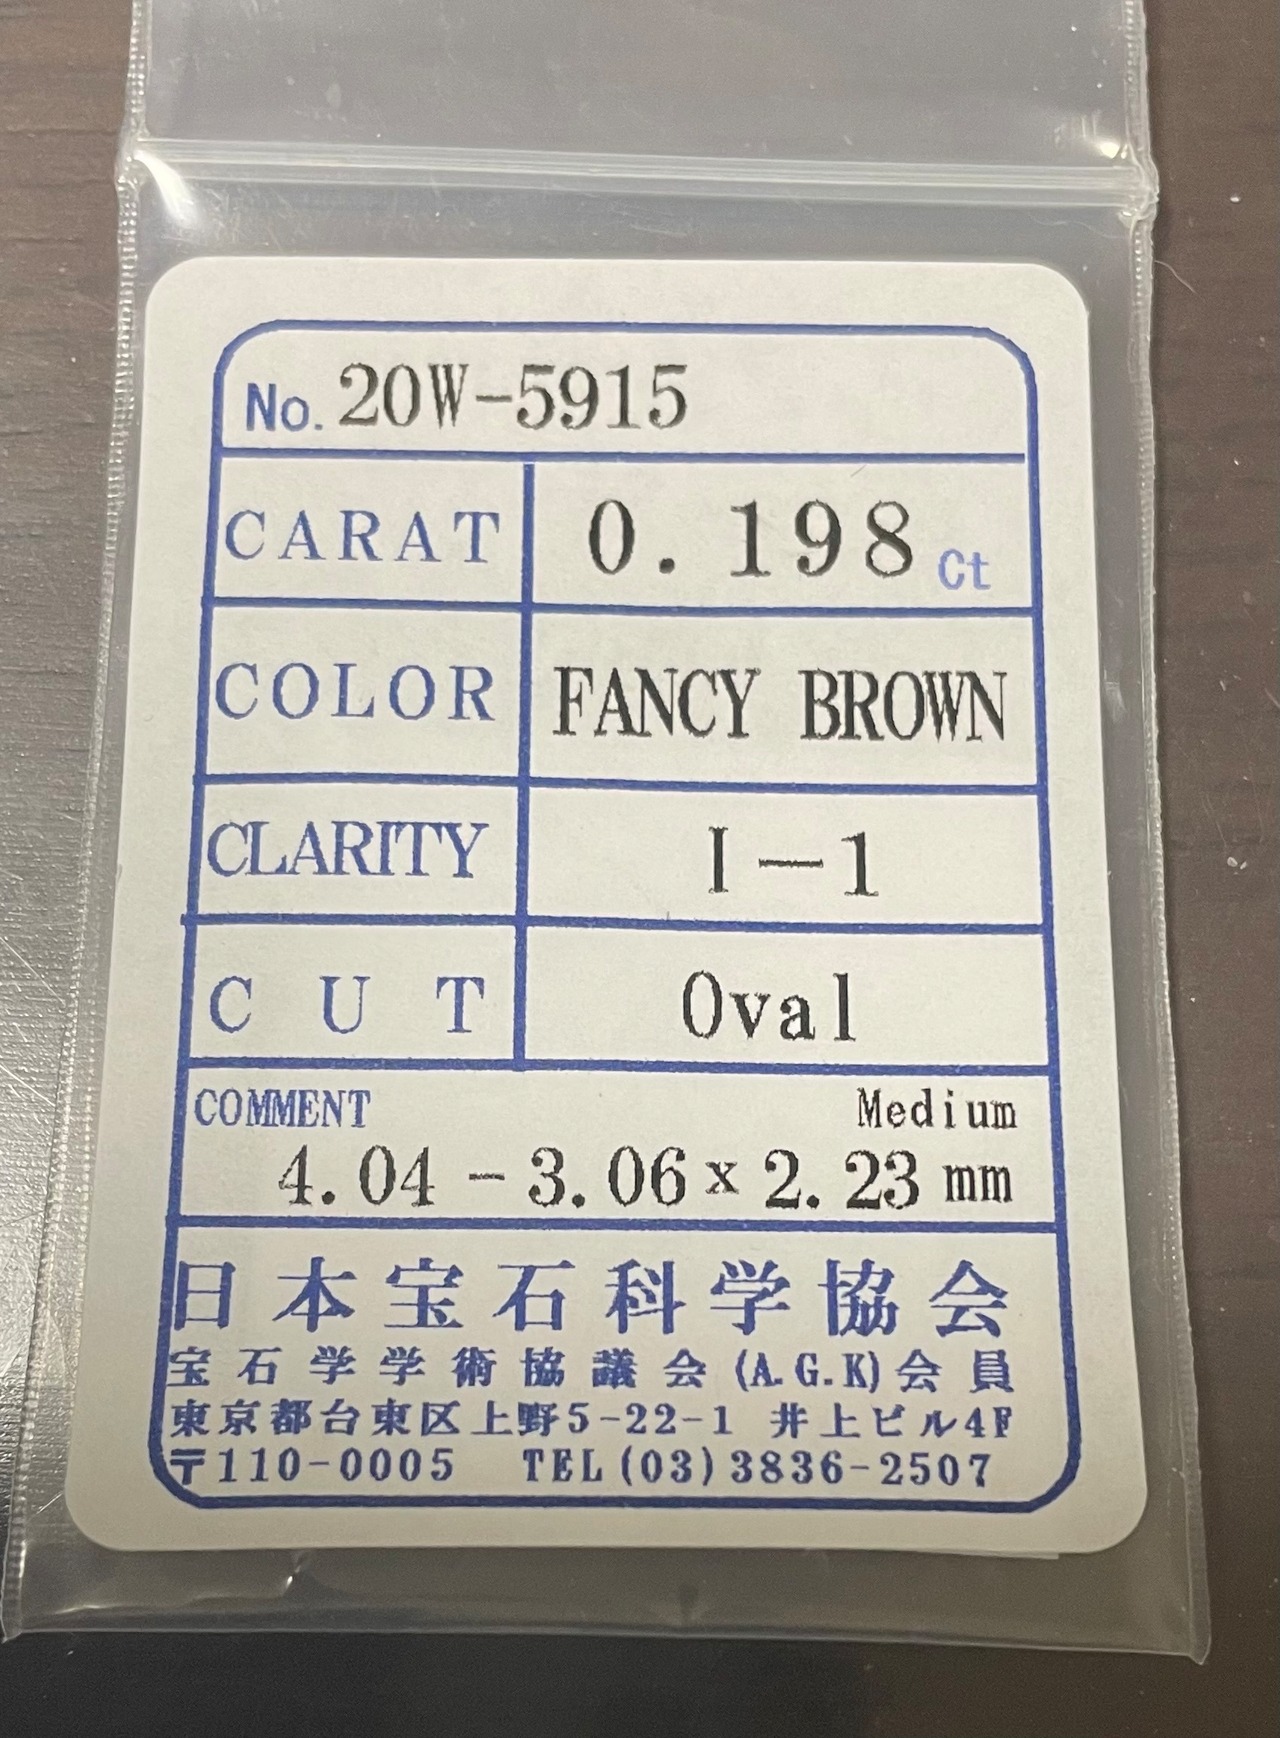 No. 20W-5915
CARAT 0.198 Ct
COLOR FANCY BROWN
CLARITY I-1
CUT Oval
COMMENT Medium
4.04 - 3.06 x 2.23 mm
日本宝石科学協会
宝石学学術協議会(A.G.K)会員
東京都台東区上野5-22-1 井上ビル4F
〒110-0005 TEL(03)3836-2507